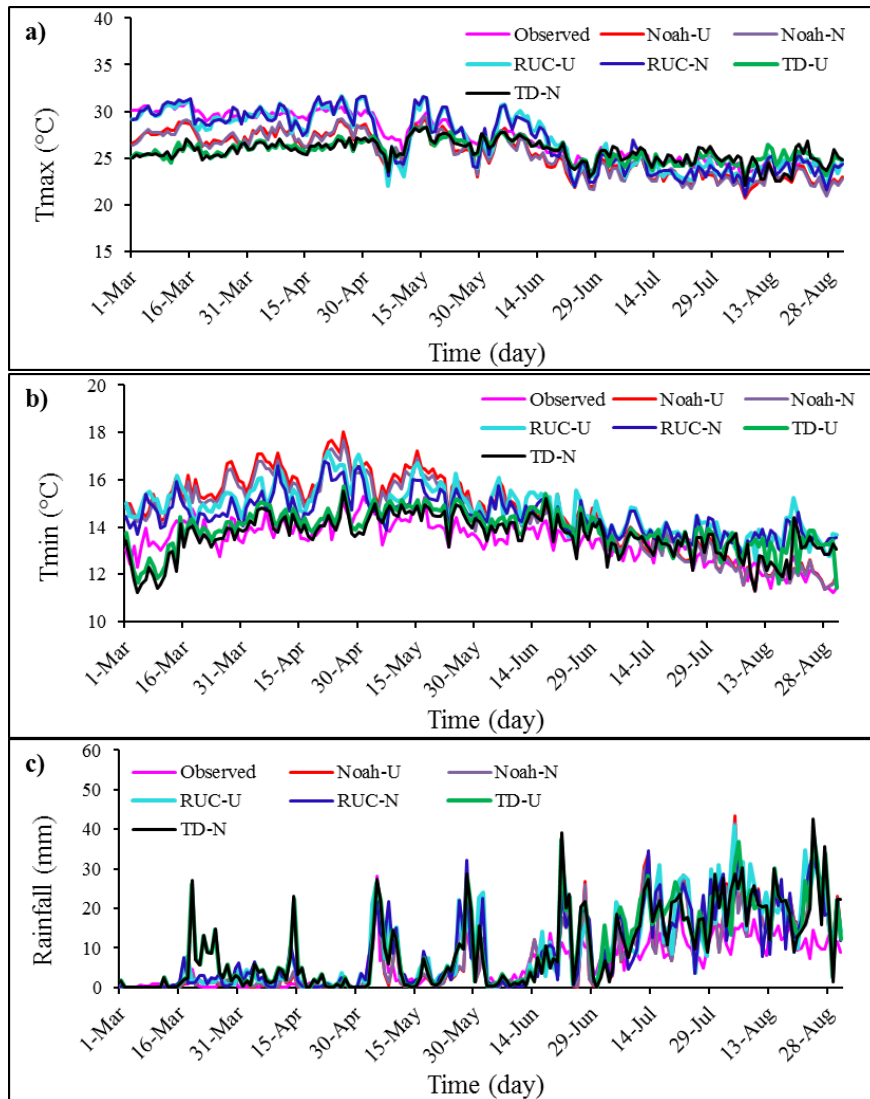 a)
Observed Noah-U Noah-N
RUC-U RUC-N TD-U
TD-N
Tmax (°C)
40
35
30
25
20
15
1-Mar 16-Mar 31-Mar 15-Apr 30-Apr 15-May 30-May 14-Jun 29-Jun 14-Jul 29-Jul 13-Aug 28-Aug
Time (day)
b)
Observed Noah-U Noah-N
RUC-U RUC-N TD-U
TD-N
Tmin (°C)
20
18
16
14
12
10
1-Mar 16-Mar 31-Mar 15-Apr 30-Apr 15-May 30-May 14-Jun 29-Jun 14-Jul 29-Jul 13-Aug 28-Aug
Time (day)
c)
Observed Noah-U Noah-N
RUC-U RUC-N TD-U
TD-N
Rainfall (mm)
60
50
40
30
20
10
0
1-Mar 16-Mar 31-Mar 15-Apr 30-Apr 15-May 30-May 14-Jun 29-Jun 14-Jul 29-Jul 13-Aug 28-Aug
Time (day)